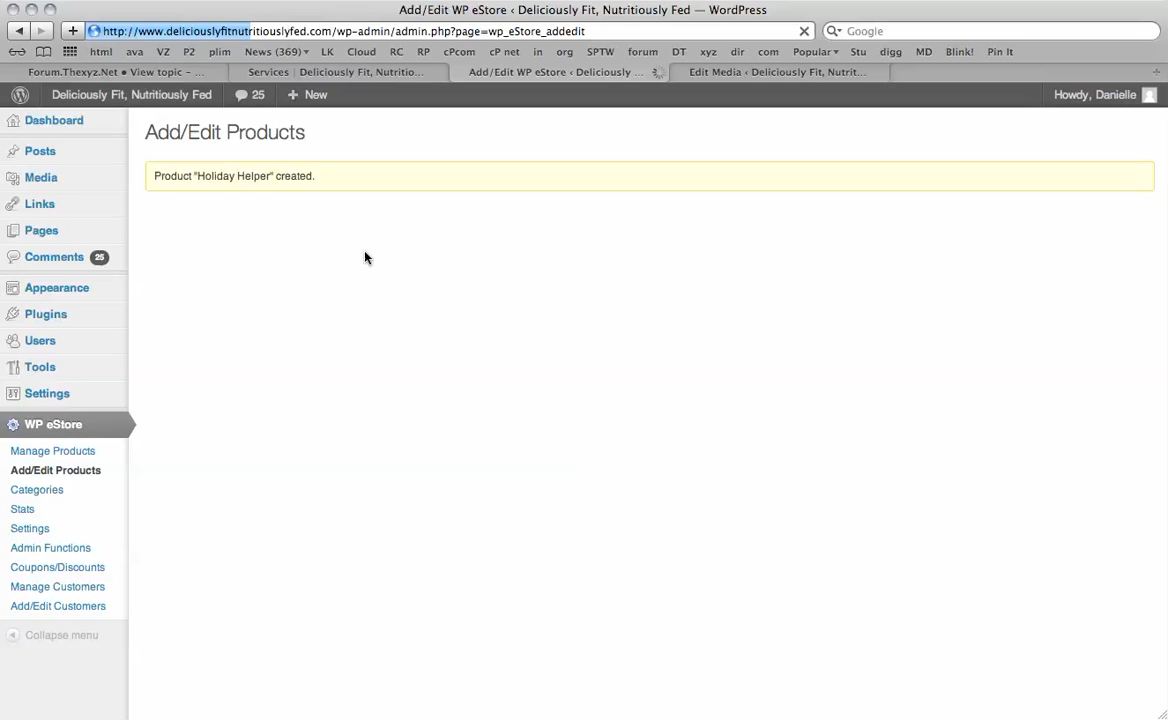 Add/Edit WP eStore ‹ Deliciously Fit, Nutritiously Fed — WordPress
http://www.deliciouslyfitnutritiouslyfed.com/wp-admin/admin.php?page=wp_eStore_addedit
Google
html ava VZ P2 plim News (369) LK Cloud RC RP cPcom cP net in org SPTW forum DT xyz dir com Popular Stu digg MD Blink! Pin It
Forum.Thexyz.Net • View topic – ...
Services | Deliciously Fit, Nutritio...
Add/Edit WP eStore ‹ Deliciously ...
Edit Media ‹ Deliciously Fit, Nutrit...
Deliciously Fit, Nutritiously Fed 25 + New Howdy, Danielle
Dashboard
Posts
Media
Links
Pages
Comments 25
Appearance
Plugins
Users
Tools
Settings
WP eStore
Manage Products
Add/Edit Products
Categories
Stats
Settings
Admin Functions
Coupons/Discounts
Manage Customers
Add/Edit Customers
Collapse menu
Add/Edit Products
Product "Holiday Helper" created.